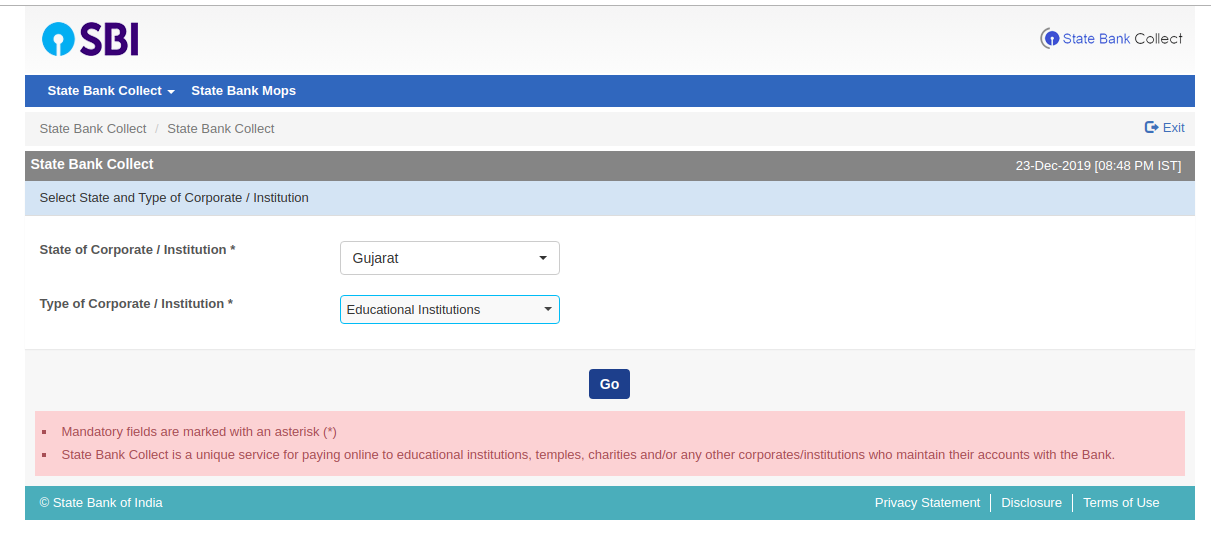 SBI
State Bank Collect
State Bank Collect State Bank Mops
State Bank Collect / State Bank Collect
Exit
State Bank Collect
23-Dec-2019 [08:48 PM IST]
Select State and Type of Corporate / Institution
State of Corporate / Institution *
Gujarat
Type of Corporate / Institution *
Educational Institutions
Go
Mandatory fields are marked with an asterisk (*)
State Bank Collect is a unique service for paying online to educational institutions, temples, charities and/or any other corporates/institutions who maintain their accounts with the Bank.
© State Bank of India
Privacy Statement | Disclosure | Terms of Use